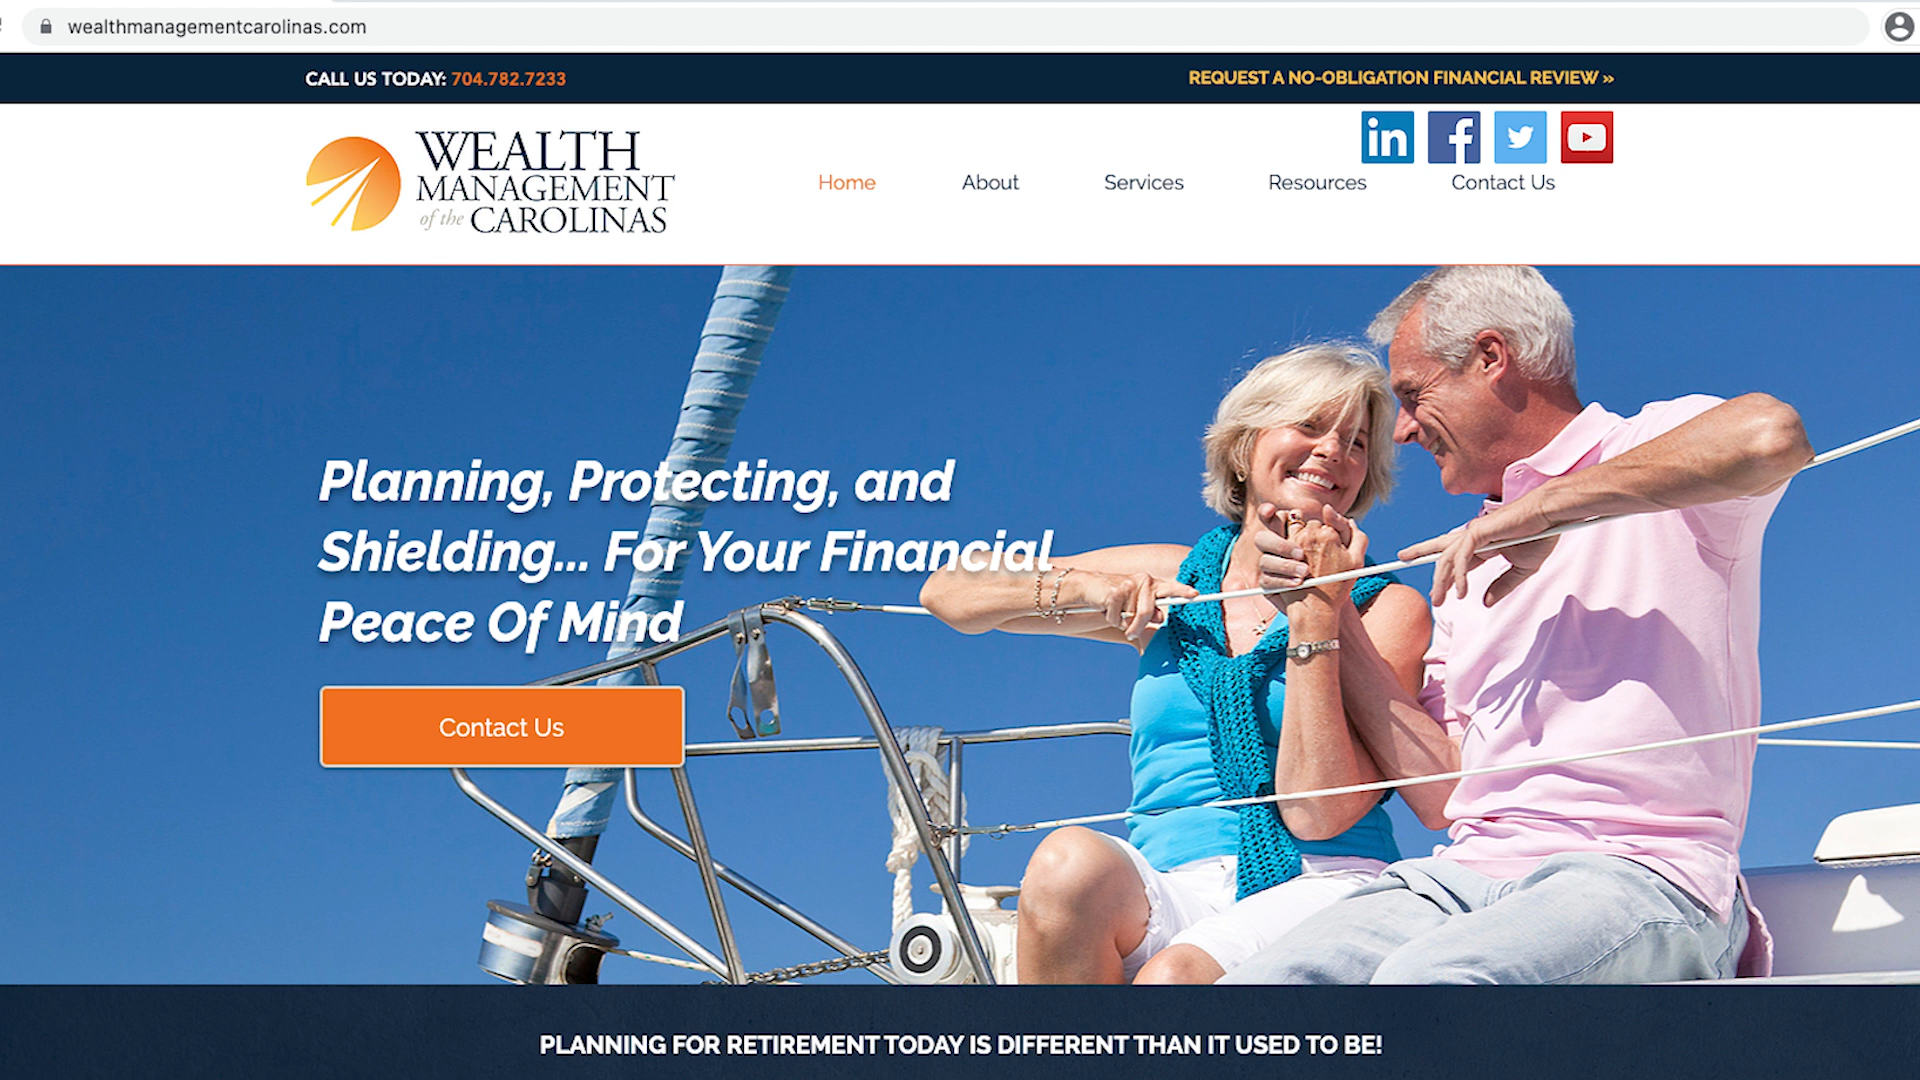 wealthmanagementcarolinas.com
CALL US TODAY: 704.782.7233
REQUEST A NO-OBLIGATION FINANCIAL REVIEW »
WEALTH
MANAGEMENT
of the CAROLINAS
in f
Home About Services Resources Contact Us
Planning, Protecting, and
Shielding... For Your Financial
Peace Of Mind
Contact Us
PLANNING FOR RETIREMENT TODAY IS DIFFERENT THAN IT USED TO BE!